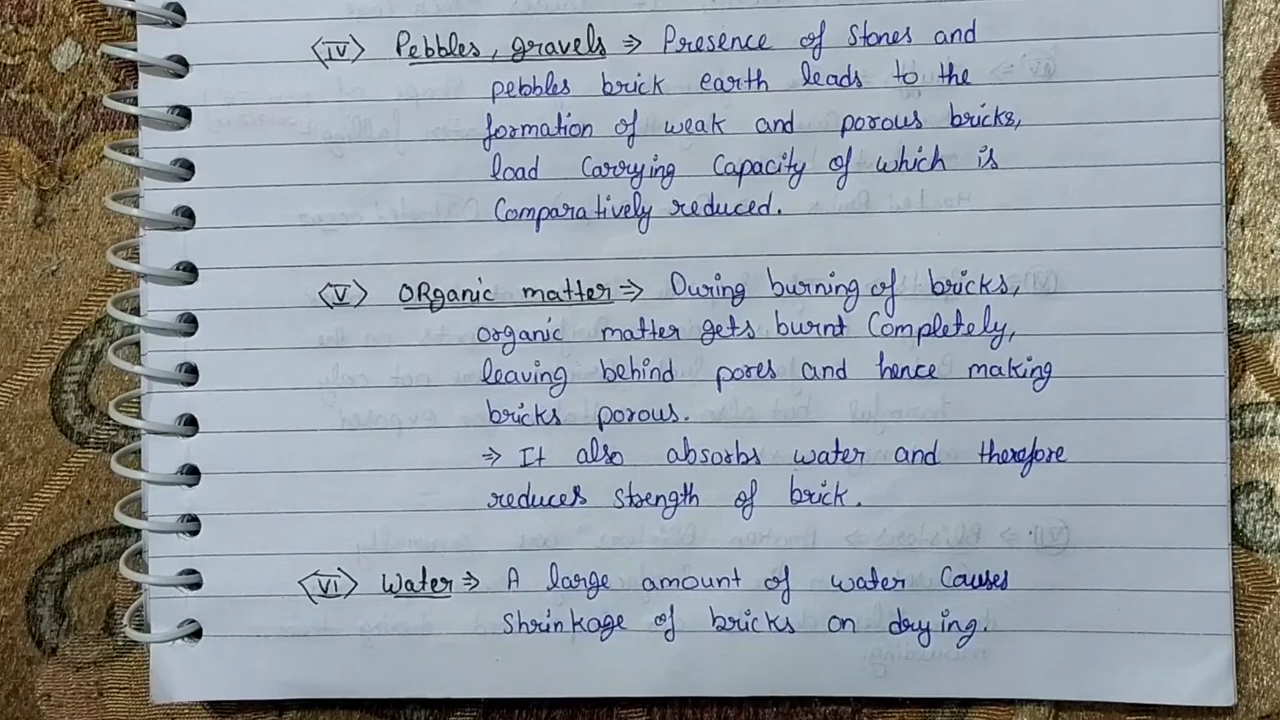 <IV> Pebbles, gravels ⇒ Presence of stones and
pebbles brick earth leads to the
formation of weak and porous bricks,
load Carrying Capacity of which is
Comparatively reduced.
<V> ORganic matter ⇒ During burning of bricks,
organic matter gets burnt Completely,
leaving behind pores and hence making
bricks porous.
⇒ It also absorbs water and therefore
reduces strength of brick.
<VI> Water ⇒ A large amount of water Causes
Shrinkage of bricks on drying.